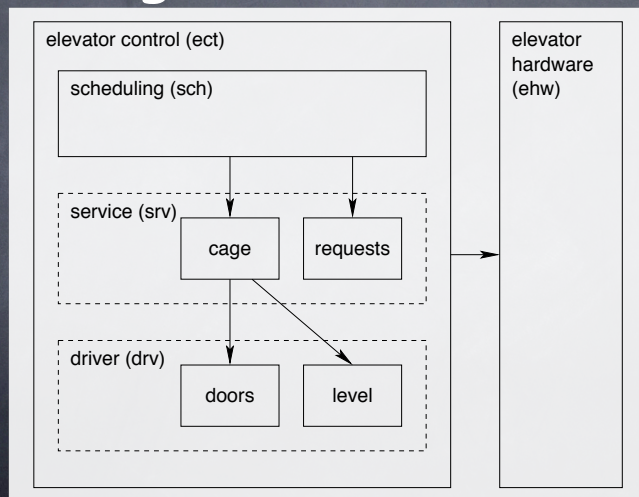 elevator control (ect)
elevator
hardware
(ehw)
scheduling (sch)
service (srv)
cage
requests
driver (drv)
doors
level